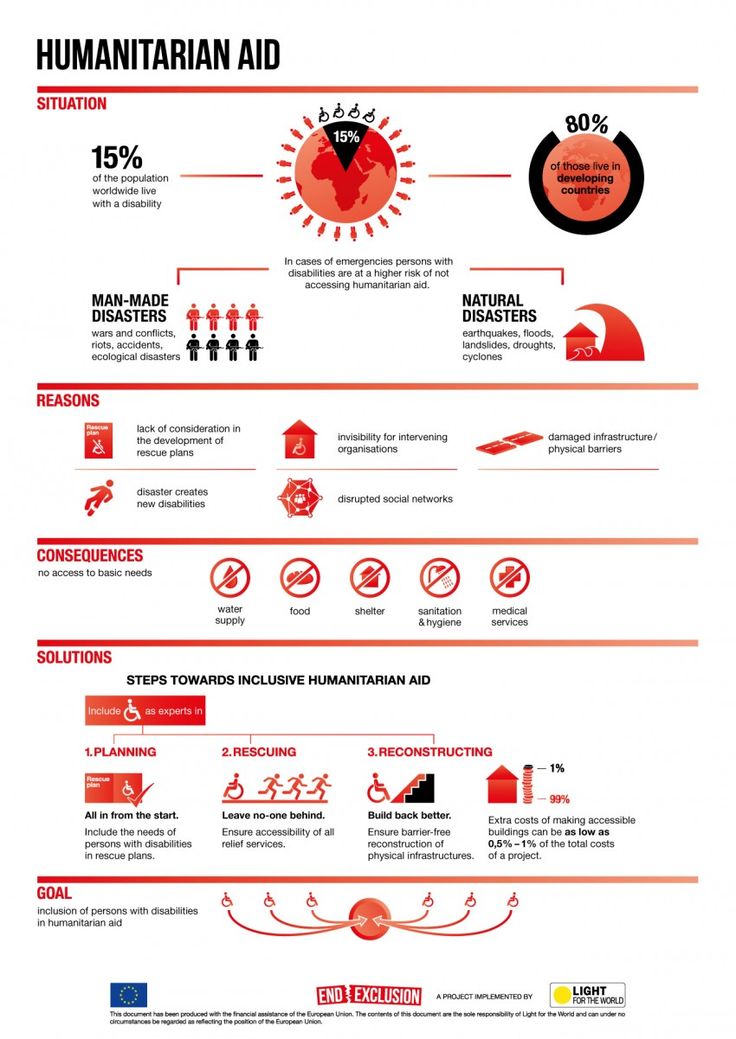 HUMANITARIAN AID
SITUATION
15%
of the population
worldwide live
with a disability
15%
80%
of those live in
developing
countries
In cases of emergencies persons with
disabilities are at a higher risk of not
accessing humanitarian aid.
MAN-MADE
DISASTERS
wars and conflicts,
riots, accidents,
ecological disasters
NATURAL
DISASTERS
earthquakes, floods,
landslides, droughts,
cyclones
REASONS
Rescue
plan
lack of consideration in
the development of
rescue plans
invisibility for intervening
organisations
damaged infrastructure/
physical barriers
disaster creates
new disabilities
disrupted social networks
CONSEQUENCES
no access to basic needs
water
supply
food
shelter
sanitation
& hygiene
medical
services
SOLUTIONS
STEPS TOWARDS INCLUSIVE HUMANITARIAN AID
Include as experts in
1. PLANNING
Rescue
plan
All in from the start.
Include the needs of
persons with disabilities
in rescue plans.
2. RESCUING
Leave no-one behind.
Ensure accessibility of all
relief services.
3. RECONSTRUCTING
Build back better.
Ensure barrier-free
reconstruction of
physical infrastructures.
1%
99%
Extra costs of making accessible
buildings can be as low as
0,5% – 1% of the total costs
of a project.
GOAL
inclusion of persons with disabilities
in humanitarian aid
END EXCLUSION
A PROJECT IMPLEMENTED BY
LIGHT
FOR THE WORLD
This document has been produced with the financial assistance of the European Union. The contents of this document are the sole responsibility of Light for the World and can under no
circumstances be regarded as reflecting the position of the European Union.